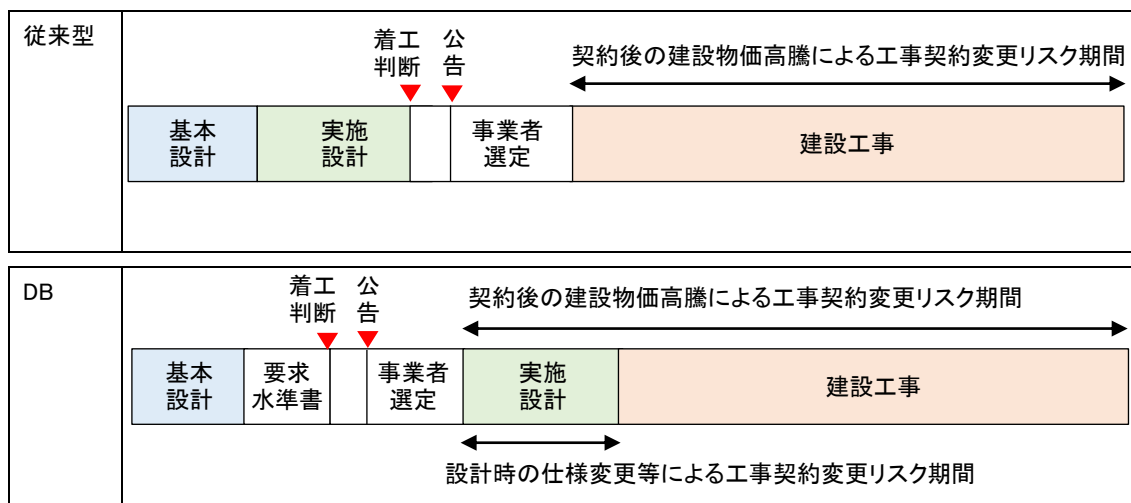 従来型
着工
判断
公
告
契約後の建設物価高騰による工事契約変更リスク期間
基本
設計
実施
設計
事業者
選定
建設工事
DB
着工
判断
公
告
契約後の建設物価高騰による工事契約変更リスク期間
基本
設計
要求
水準書
事業者
選定
実施
設計
建設工事
設計時の仕様変更等による工事契約変更リスク期間